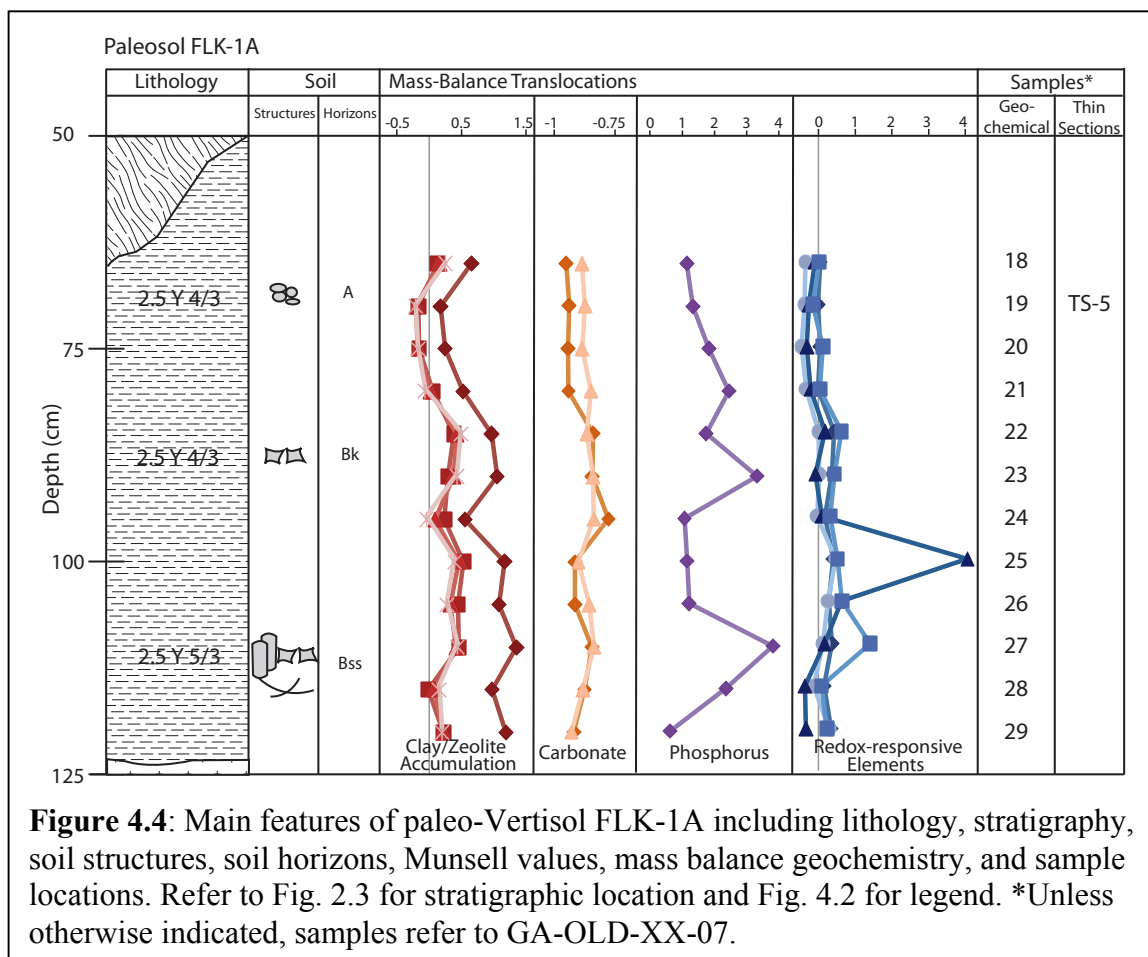 Paleosol FLK-1A
Lithology Soil Mass-Balance Translocations Samples*
Structures Horizons -0.5 0.5 1.5 -1 -0.75 0 1 2 3 4 0 1 2 3 4 Geo-chemical Thin Sections
50
18
2.5 Y 4/3 A 19 TS-5
75 20
21
22
2.5 Y 4/3 Bk 23
24
100 25
26
2.5 Y 5/3 Bss 27
28
29
Clay/Zeolite Accumulation Carbonate Phosphorus Redox-responsive Elements
125
Depth (cm)
Figure 4.4: Main features of paleo-Vertisol FLK-1A including lithology, stratigraphy,
soil structures, soil horizons, Munsell values, mass balance geochemistry, and sample
locations. Refer to Fig. 2.3 for stratigraphic location and Fig. 4.2 for legend. *Unless
otherwise indicated, samples refer to GA-OLD-XX-07.